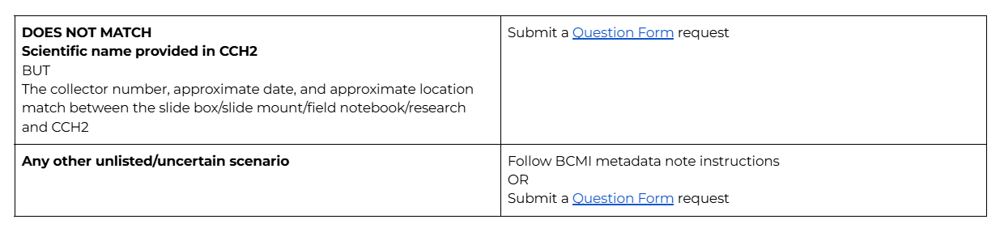 DOES NOT MATCH
Scientific name provided in CCH2
BUT
The collector number, approximate date, and approximate location
match between the slide box/slide mount/field notebook/research
and CCH2
Submit a Question Form request
Any other unlisted/uncertain scenario
Follow BCMI metadata note instructions
OR
Submit a Question Form request